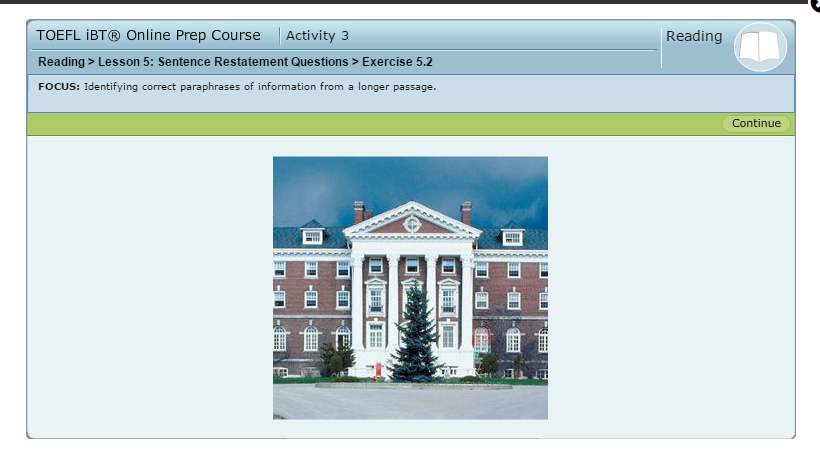 TOEFL iBT® Online Prep Course Activity 3
Reading
Reading > Lesson 5: Sentence Restatement Questions > Exercise 5.2
FOCUS: Identifying correct paraphrases of information from a longer passage.
Continue